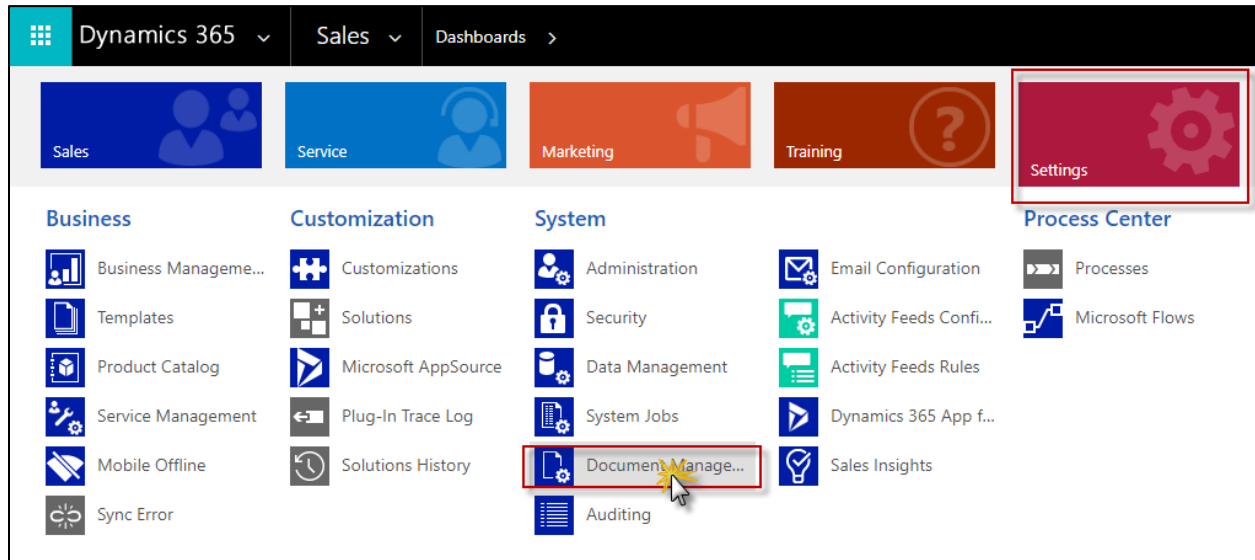 Dynamics 365
Sales
Dashboards
Sales
Service
Marketing
Training
Settings
Business
Customization
System
Process Center
Business Manageme...
Customizations
Administration
Email Configuration
Processes
Templates
Solutions
Security
Activity Feeds Confi...
Microsoft Flows
Product Catalog
Microsoft AppSource
Data Management
Activity Feeds Rules
Service Management
Plug-In Trace Log
System Jobs
Dynamics 365 App f...
Mobile Offline
Solutions History
Document Manage...
Sales Insights
Sync Error
Auditing